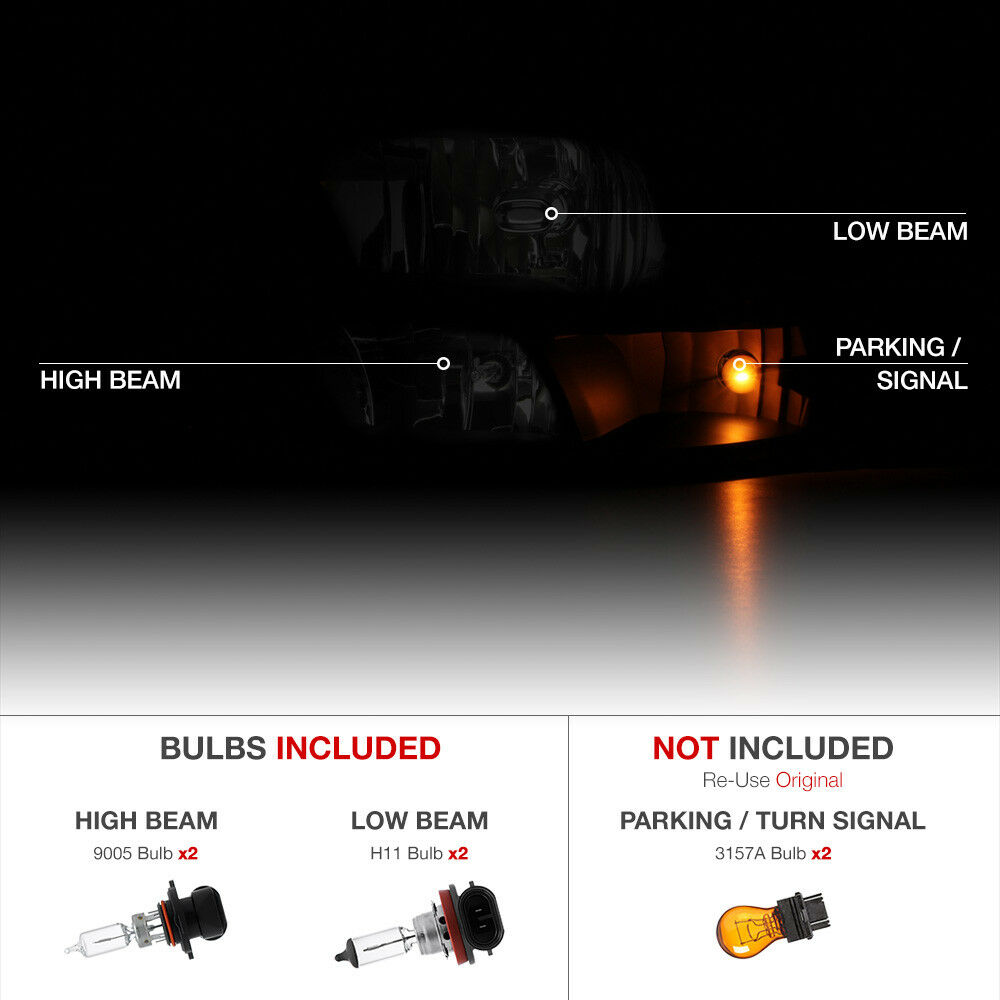 LOW BEAM
HIGH BEAM
PARKING /
SIGNAL
BULBS INCLUDED
HIGH BEAM
9005 Bulb x2
LOW BEAM
H11 Bulb x2
NOT INCLUDED
Re-Use Original
PARKING / TURN SIGNAL
3157A Bulb x2